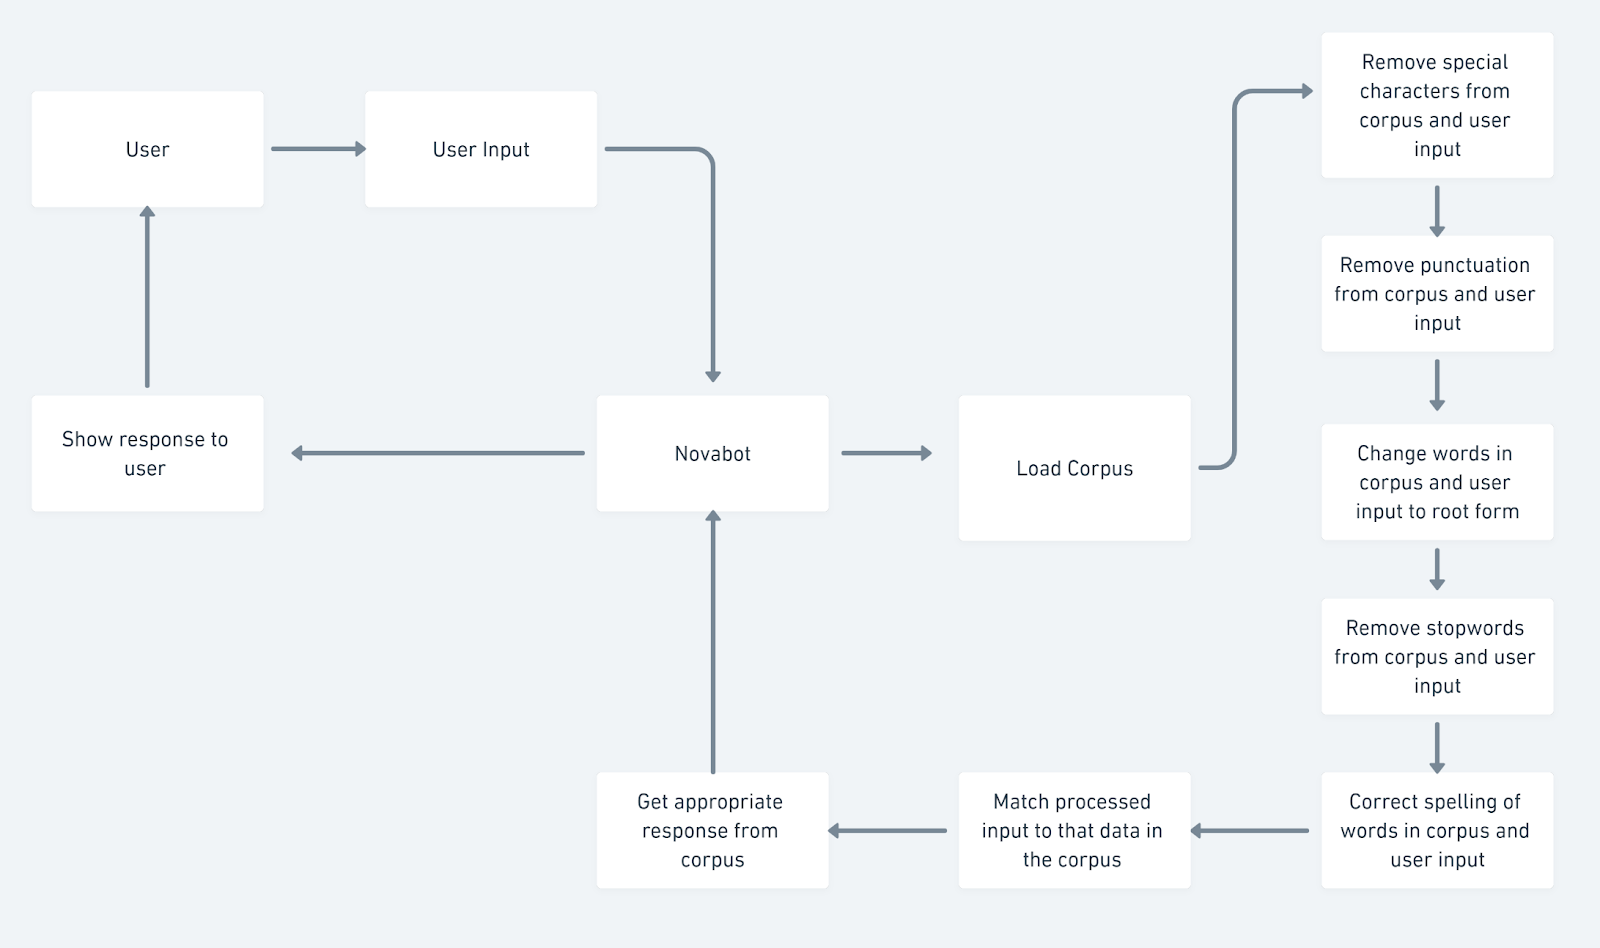 User
User Input
Novabot
Load Corpus
Remove special
characters from
corpus and user
input
Remove punctuation
from corpus and user
input
Change words in
corpus and user
input to root form
Remove stopwords
from corpus and user
input
Correct spelling of
words in corpus and
user input
Match processed
input to that data in
the corpus
Get appropriate
response from
corpus
Show response to
user